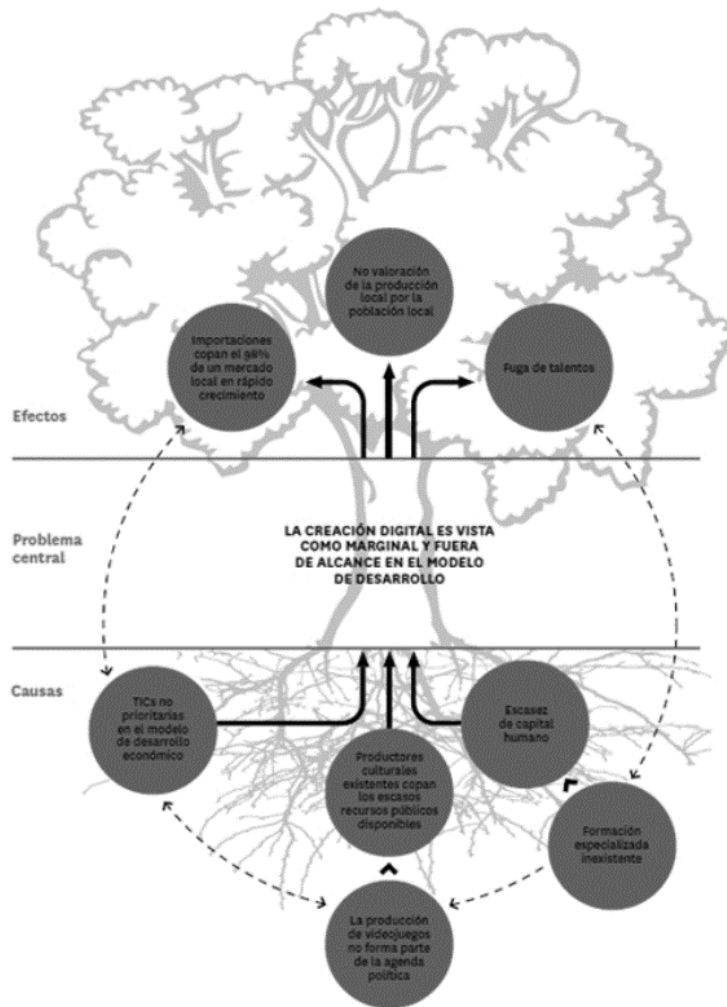 No valoración
de la producción
local por la
población local
Importaciones
copan el 98%
de un mercado
local en rápido
crecimiento
Fuga de talentos
Efectos
Problema
central
LA CREACIÓN DIGITAL ES VISTA
COMO MARGINAL Y FUERA
DE ALCANCE EN EL MODELO
DE DESARROLLO
Causas
TICs no
prioritarias
en el modelo
de desarrollo
económico
Escasez
de capital
humano
Productores
culturales
existentes copan
los escasos
recursos públicos
disponibles
Formación
especializada
inexistente
La producción
de videojuegos
no forma parte
de la agenda
política